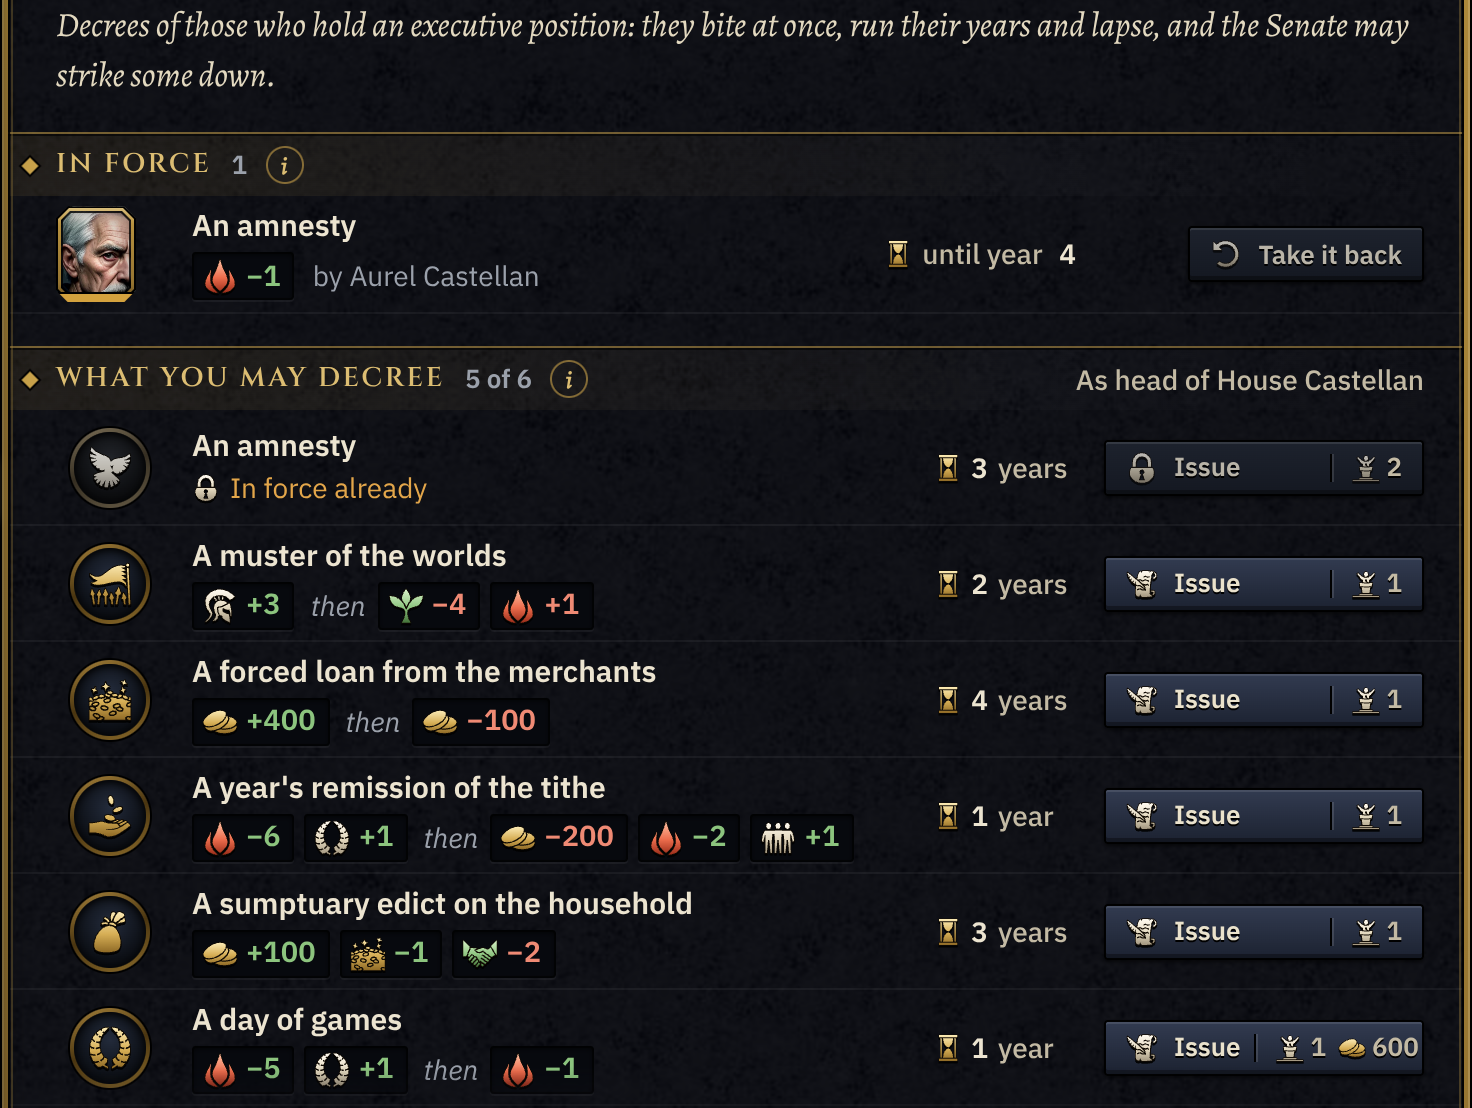 Decrees of those who hold an executive position: they bite at once, run their years and lapse, and the Senate may
strike some down.
IN FORCE 1 i
An amnesty
−1 by Aurel Castellan
until year 4
Take it back
WHAT YOU MAY DECREE 5 of 6 i
As head of House Castellan
An amnesty
In force already
3 years
Issue 2
A muster of the worlds
+3 then −4 +1
2 years
Issue 1
A forced loan from the merchants
+400 then −100
4 years
Issue 1
A year's remission of the tithe
−6 +1 then −200 −2 +1
1 year
Issue 1
A sumptuary edict on the household
+100 −1 −2
3 years
Issue 1
A day of games
−5 +1 then −1
1 year
Issue 1 600